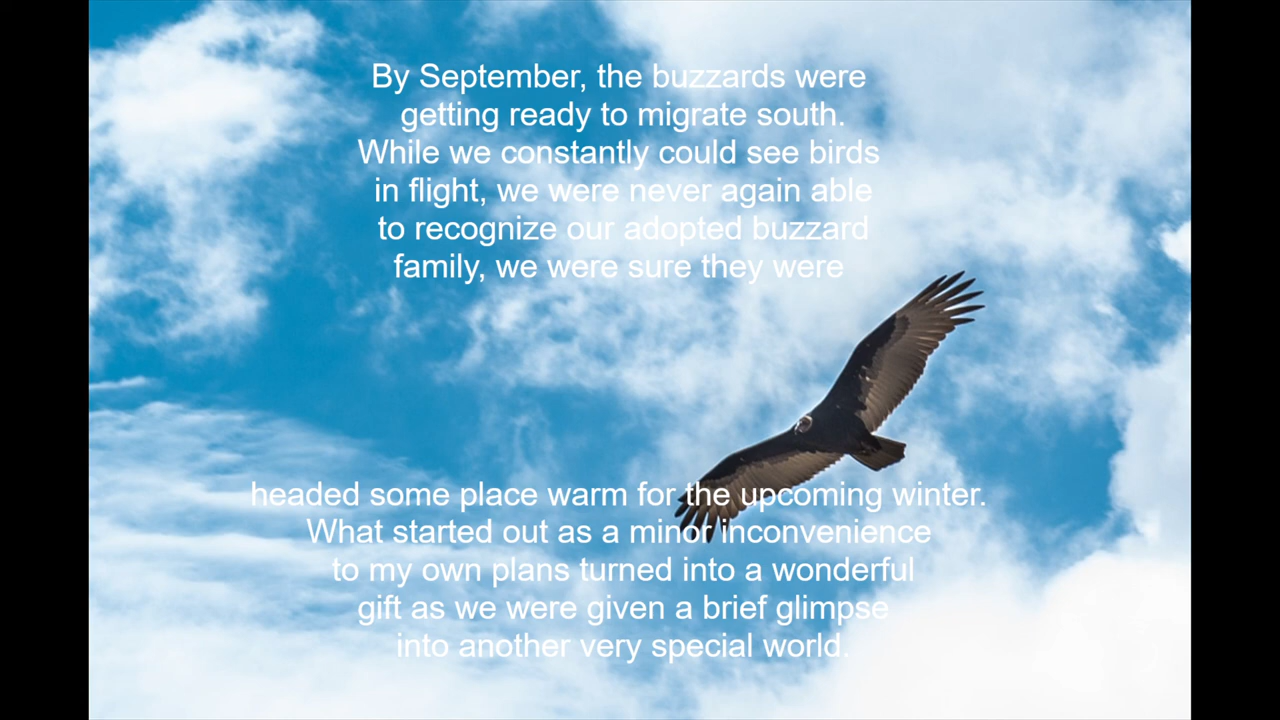 By September, the buzzards were
getting ready to migrate south.
While we constantly could see birds
in flight, we were never again able
to recognize our adopted buzzard
family, we were sure they were
headed some place warm for the upcoming winter.
What started out as a minor inconvenience
to my own plans turned into a wonderful
gift as we were given a brief glimpse
into another very special world.